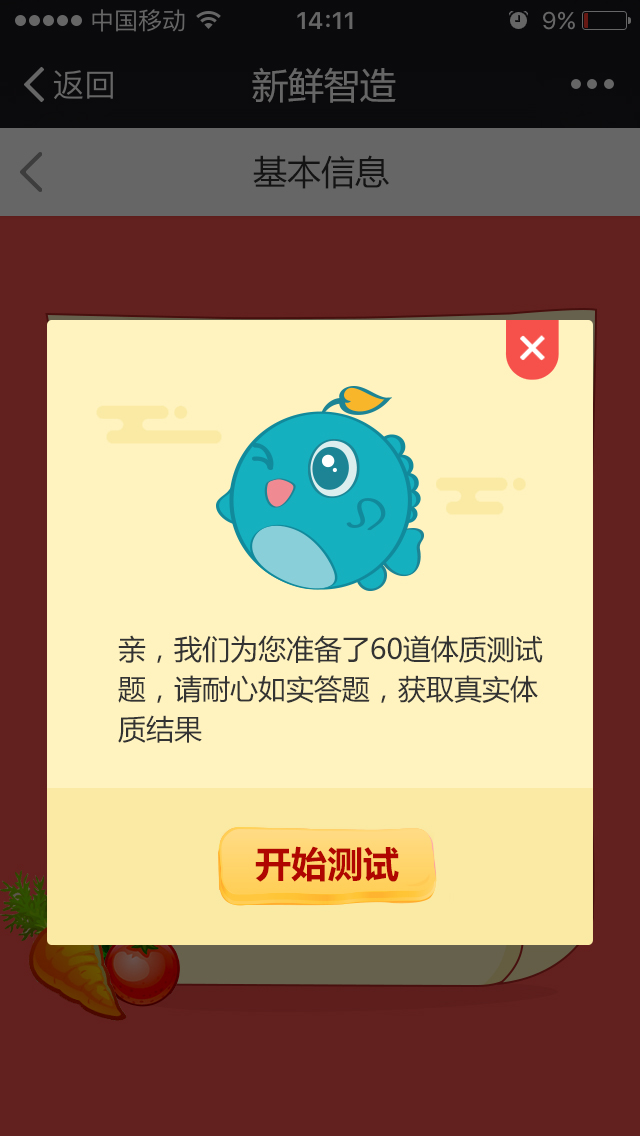 中国移动 14:11 9%
返回 新鲜智造
基本信息
亲，我们为您准备了60道体质测试
题，请耐心如实答题，获取真实体
质结果
开始测试